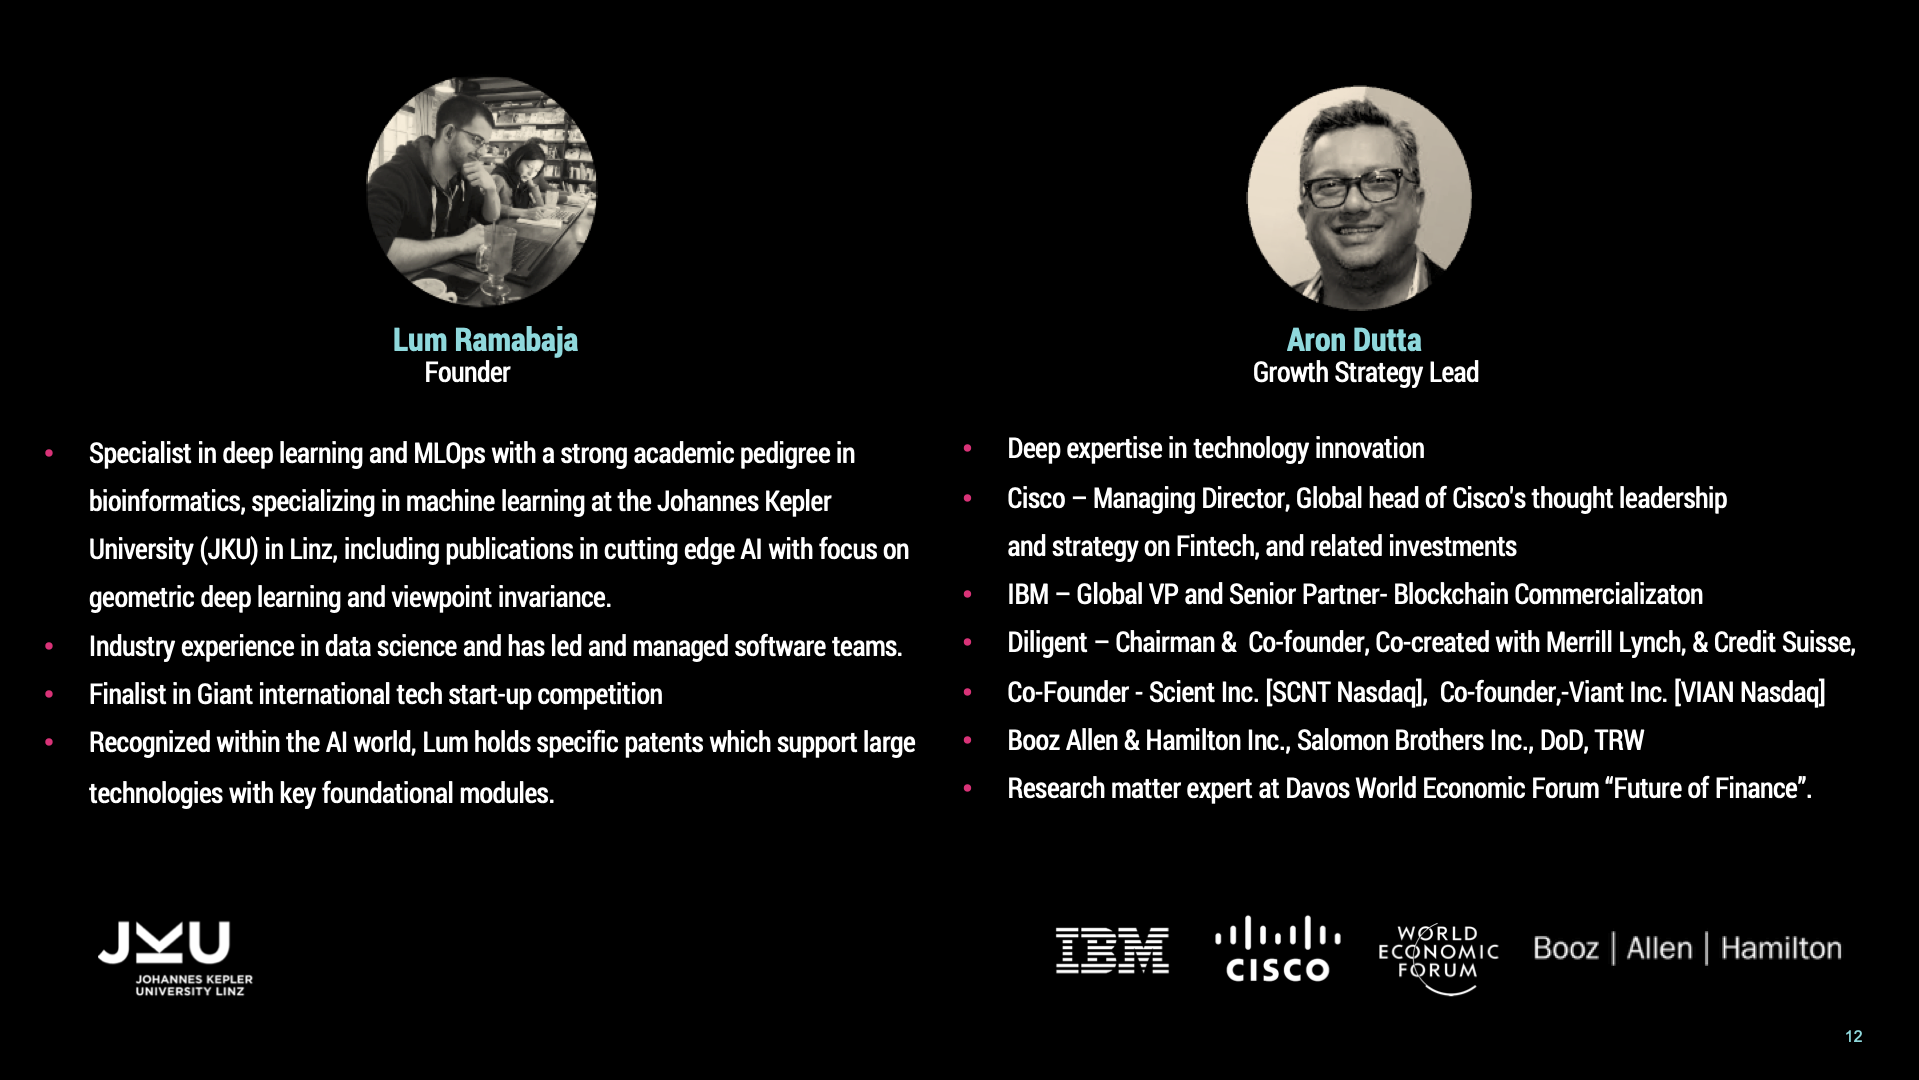 Lum Ramabaja
Founder
• Specialist in deep learning and MLOps with a strong academic pedigree in
bioinformatics, specializing in machine learning at the Johannes Kepler
University (JKU) in Linz, including publications in cutting edge AI with focus on
geometric deep learning and viewpoint invariance.
• Industry experience in data science and has led and managed software teams.
• Finalist in Giant international tech start-up competition
• Recognized within the AI world, Lum holds specific patents which support large
technologies with key foundational modules.
JKU
JOHANNES KEPLER
UNIVERSITY LINZ
Aron Dutta
Growth Strategy Lead
• Deep expertise in technology innovation
• Cisco – Managing Director, Global head of Cisco's thought leadership
and strategy on Fintech, and related investments
• IBM – Global VP and Senior Partner- Blockchain Commercializaton
• Diligent – Chairman &  Co-founder, Co-created with Merrill Lynch, & Credit Suisse,
• Co-Founder - Scient Inc. [SCNT Nasdaq],  Co-founder,-Viant Inc. [VIAN Nasdaq]
• Booz Allen & Hamilton Inc., Salomon Brothers Inc., DoD, TRW
• Research matter expert at Davos World Economic Forum “Future of Finance”.
IBM
CISCO
WORLD
ECONOMIC
FORUM
Booz | Allen | Hamilton
12